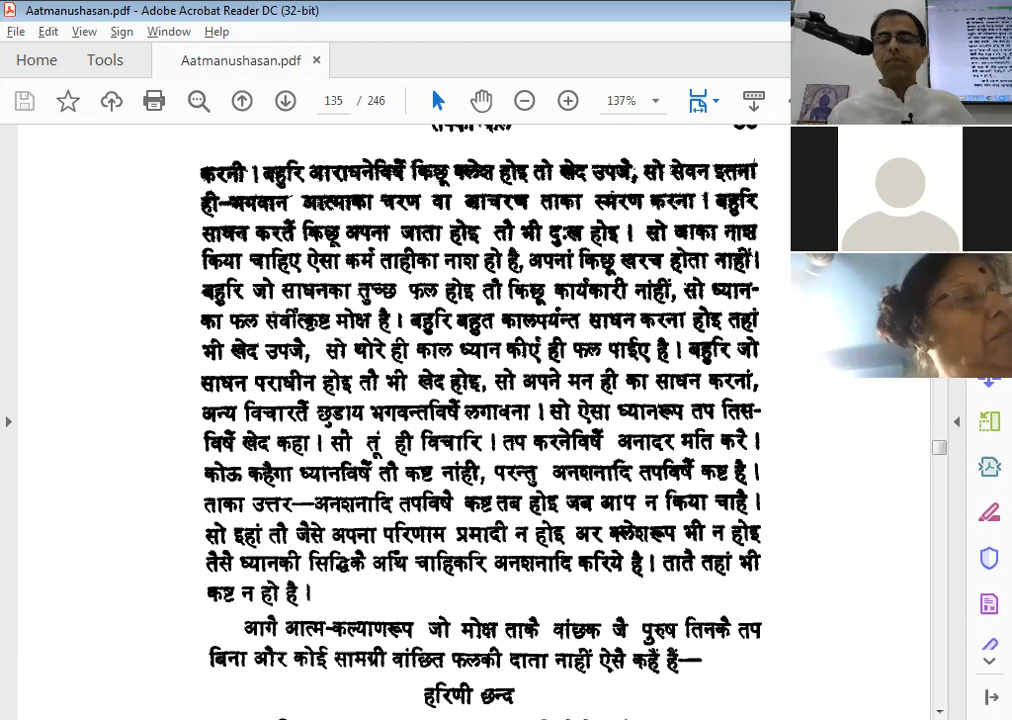 Aatmanushasan.pdf - Adobe Acrobat Reader DC (32-bit)
File Edit View Sign Window Help
Home Tools Aatmanushasan.pdf ×
135 / 246 137%
करनी । बहुरि आराधनेविषैं किछू क्लेश होइ तो खेद उपजै, सो सेवन इतना
ही—भगवान आत्माका चरण वा आचरण ताका स्मरण करना । बहुरि
साधन करतैं किछू अपना जाता होइ तौ भी दुःख होइ । सो जाका नाश
किया चाहिए ऐसा कर्म ताहीका नाश हो है, अपनां किछू खरच होता नाहीं ।
बहुरि जो साधनका तुच्छ फल होइ तौ किछू कार्यकारी नांहीं, सो ध्यान-
का फल सर्वोत्कृष्ट मोक्ष है । बहुरि बहुत कालपर्यन्त साधन करना होइ तहां
भी खेद उपजै, सो थोरे ही काल ध्यान कीएं ही फल पाईए है । बहुरि जो
साधन पराधीन होइ तौ भी खेद होइ, सो अपने मन ही का साधन करनां,
अन्य विचारतैं छुडाय भगवन्तविषैं लगावना । सो ऐसा ध्यानरूप तप तिस-
विषैं खेद कहा । सो तूं ही विचारि । तप करनेविषैं अनादर मति करै ।
कोऊ कहैगा ध्यानविषैं तौ कष्ट नांही, परन्तु अनशनादि तपविषैं कष्ट है ।
ताका उत्तर—अनशनादि तपविषै कष्ट तब होइ जब आप न किया चाहै ।
सो इहां तौ जैसे अपना परिणाम प्रमादी न होइ अर क्लेशरूप भी न होइ
तैसे ध्यानकी सिद्धिकै अर्थि चाहिकरि अनशनादि करिये है । तातै तहां भी
कष्ट न हो है ।
आगै आत्म-कल्याणरूप जो मोक्ष ताकै वांछक जै पुरुष तिनकै तप
बिना और कोई सामग्री वांछित फलकी दाता नाहीं ऐसै कहैं हैं—
हरिणी छन्द